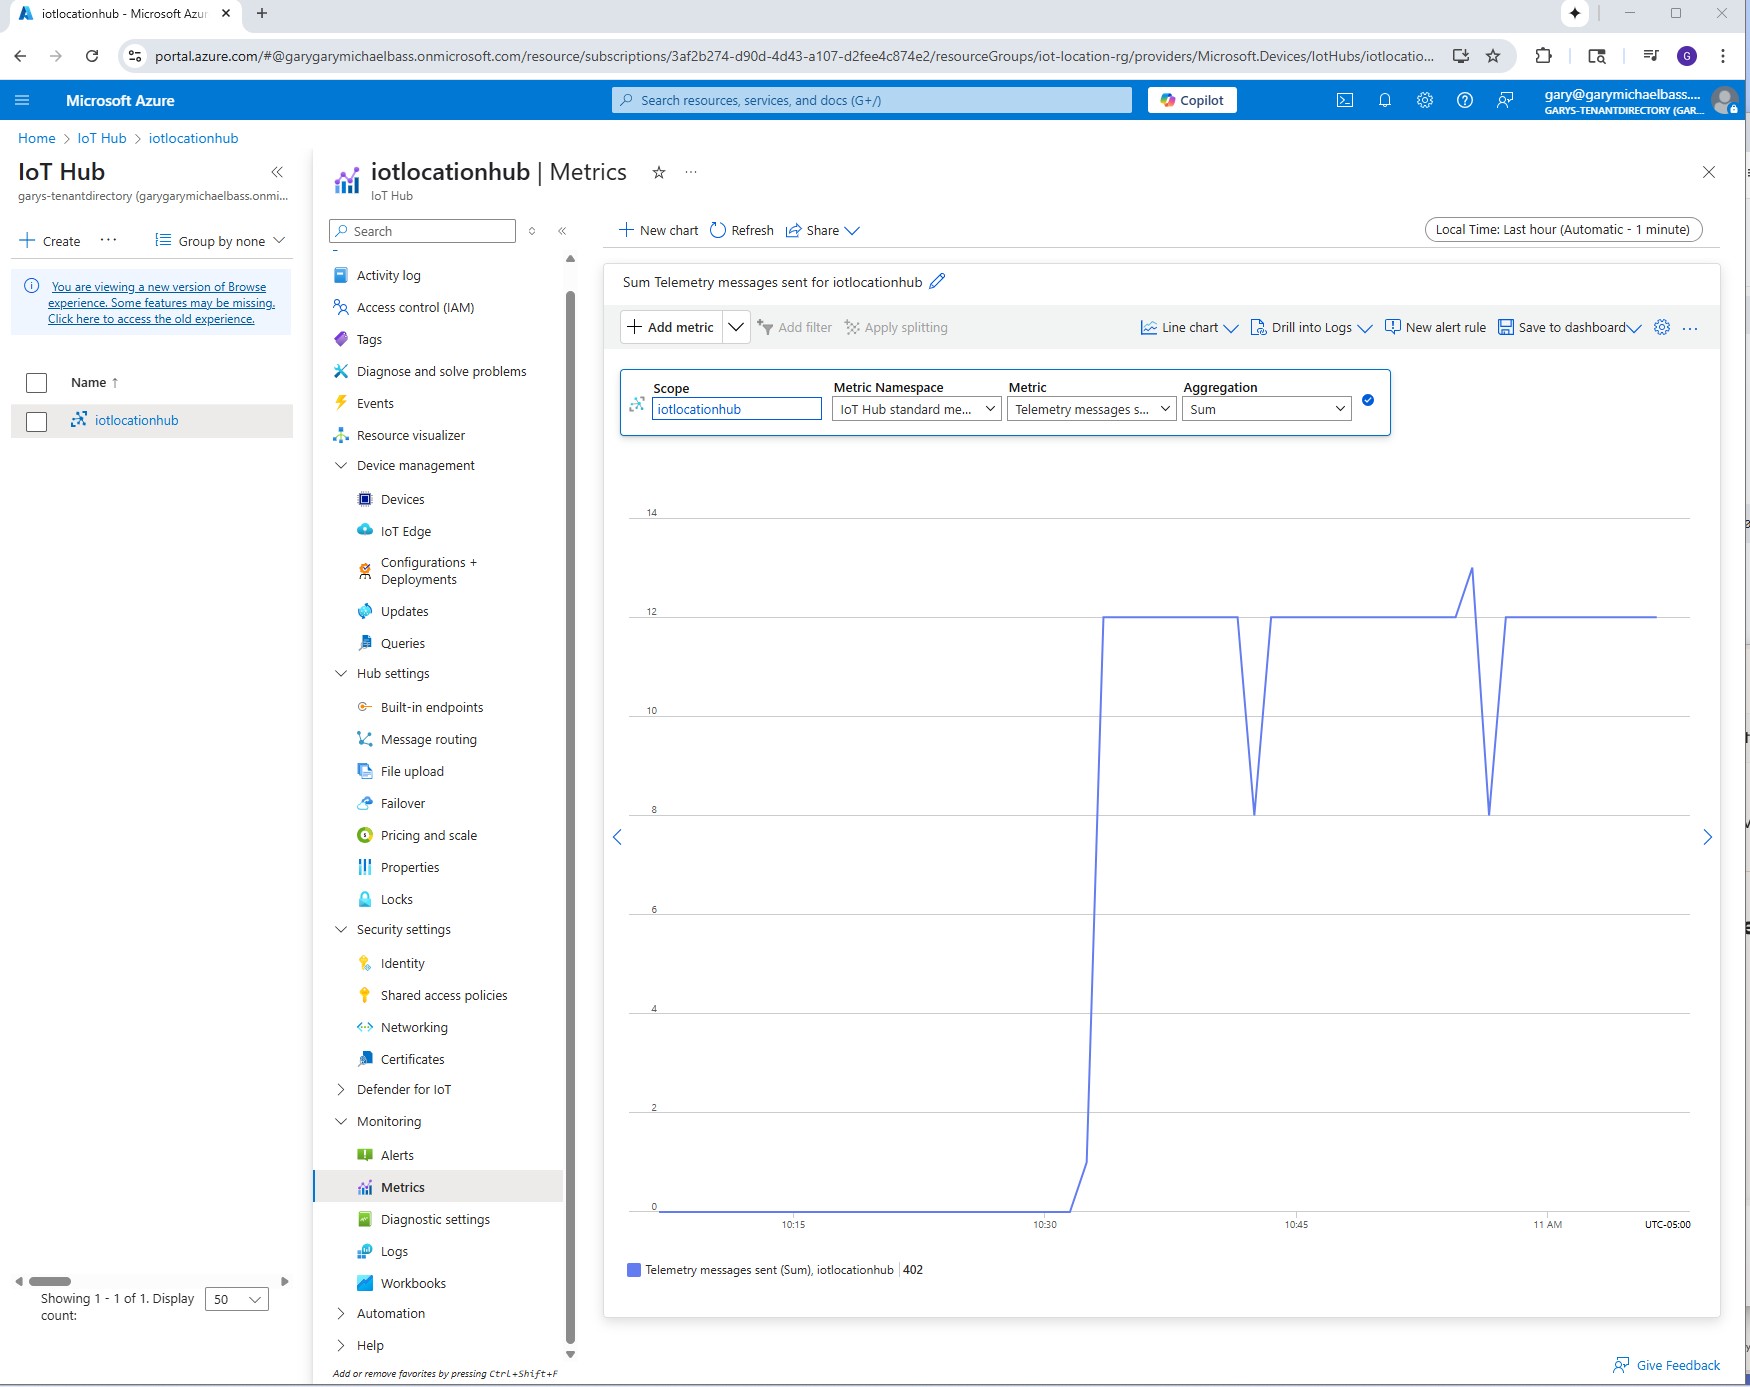 iotlocationhub - Microsoft Azur
portal.azure.com/#@garygarymichaelbass.onmicrosoft.com/resource/subscriptions/3af2b274-d90d-4d43-a107-d2fee4c874e2/resourceGroups/iot-location-rg/providers/Microsoft.Devices/IotHubs/iotlocatio...
G
Microsoft Azure
Search resources, services, and docs (G+/)
Copilot
gary@garymichaelbass....
GARYS-TENANTDIRECTORY (GAR...
Home > IoT Hub > iotlocationhub
IoT Hub
garys-tenantdirectory (garygarymichaelbass.onmi...
Create
Group by none
You are viewing a new version of Browse
experience. Some features may be missing.
Click here to access the old experience.
Name ↑
iotlocationhub
Showing 1 - 1 of 1. Display
count:
50
iotlocationhub | Metrics
IoT Hub
Search
Activity log
Access control (IAM)
Tags
Diagnose and solve problems
Events
Resource visualizer
Device management
Devices
IoT Edge
Configurations +
Deployments
Updates
Queries
Hub settings
Built-in endpoints
Message routing
File upload
Failover
Pricing and scale
Properties
Locks
Security settings
Identity
Shared access policies
Networking
Certificates
Defender for IoT
Monitoring
Alerts
Metrics
Diagnostic settings
Logs
Workbooks
Automation
Help
Add or remove favorites by pressing Ctrl+Shift+F
New chart
Refresh
Share
Local Time: Last hour (Automatic - 1 minute)
Sum Telemetry messages sent for iotlocationhub
Add metric
Add filter
Apply splitting
Line chart
Drill into Logs
New alert rule
Save to dashboard
Scope
iotlocationhub
Metric Namespace
IoT Hub standard me...
Metric
Telemetry messages s...
Aggregation
Sum
14
12
10
8
6
4
2
0
10:15
10:30
10:45
11 AM
UTC-05:00
Telemetry messages sent (Sum), iotlocationhub | 402
Give Feedback